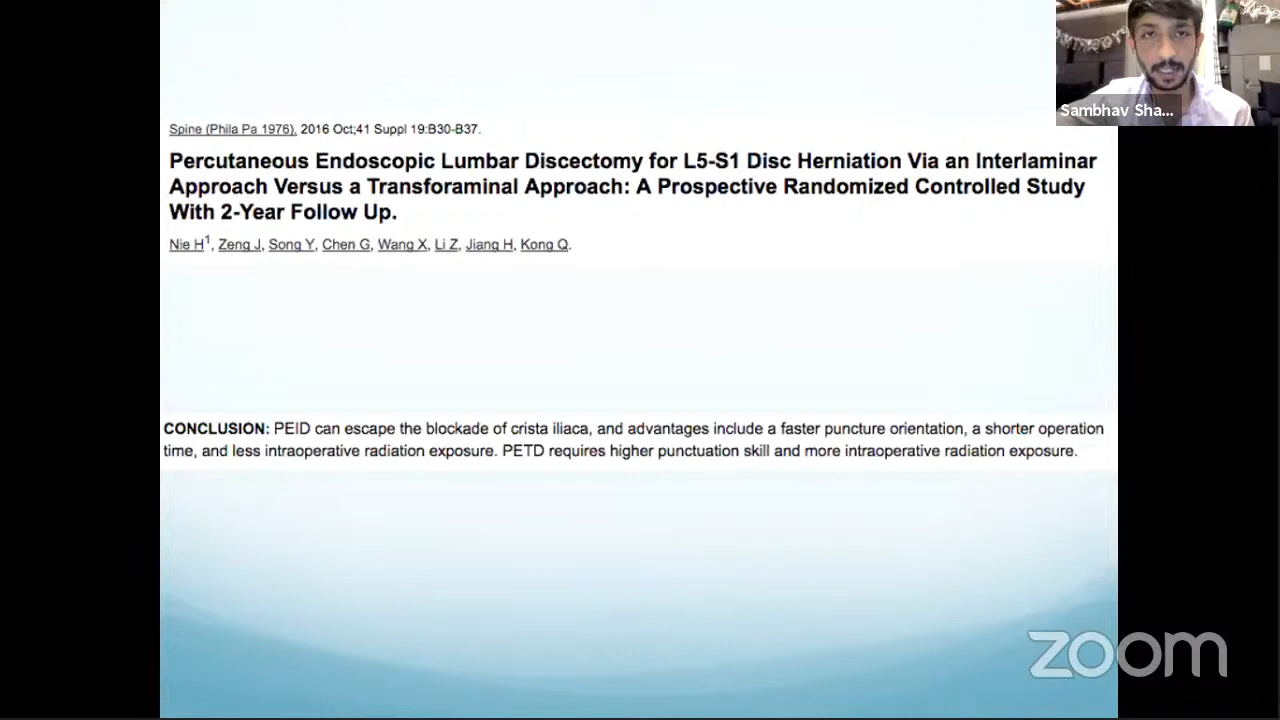 Sambhav Sha...
Spine (Phila Pa 1976). 2016 Oct;41 Suppl 19:B30-B37.
Percutaneous Endoscopic Lumbar Discectomy for L5-S1 Disc Herniation Via an Interlaminar
Approach Versus a Transforaminal Approach: A Prospective Randomized Controlled Study
With 2-Year Follow Up.
Nie H1, Zeng J, Song Y, Chen G, Wang X, Li Z, Jiang H, Kong Q.
CONCLUSION: PEID can escape the blockade of crista iliaca, and advantages include a faster puncture orientation, a shorter operation
time, and less intraoperative radiation exposure. PETD requires higher punctuation skill and more intraoperative radiation exposure.
zoom